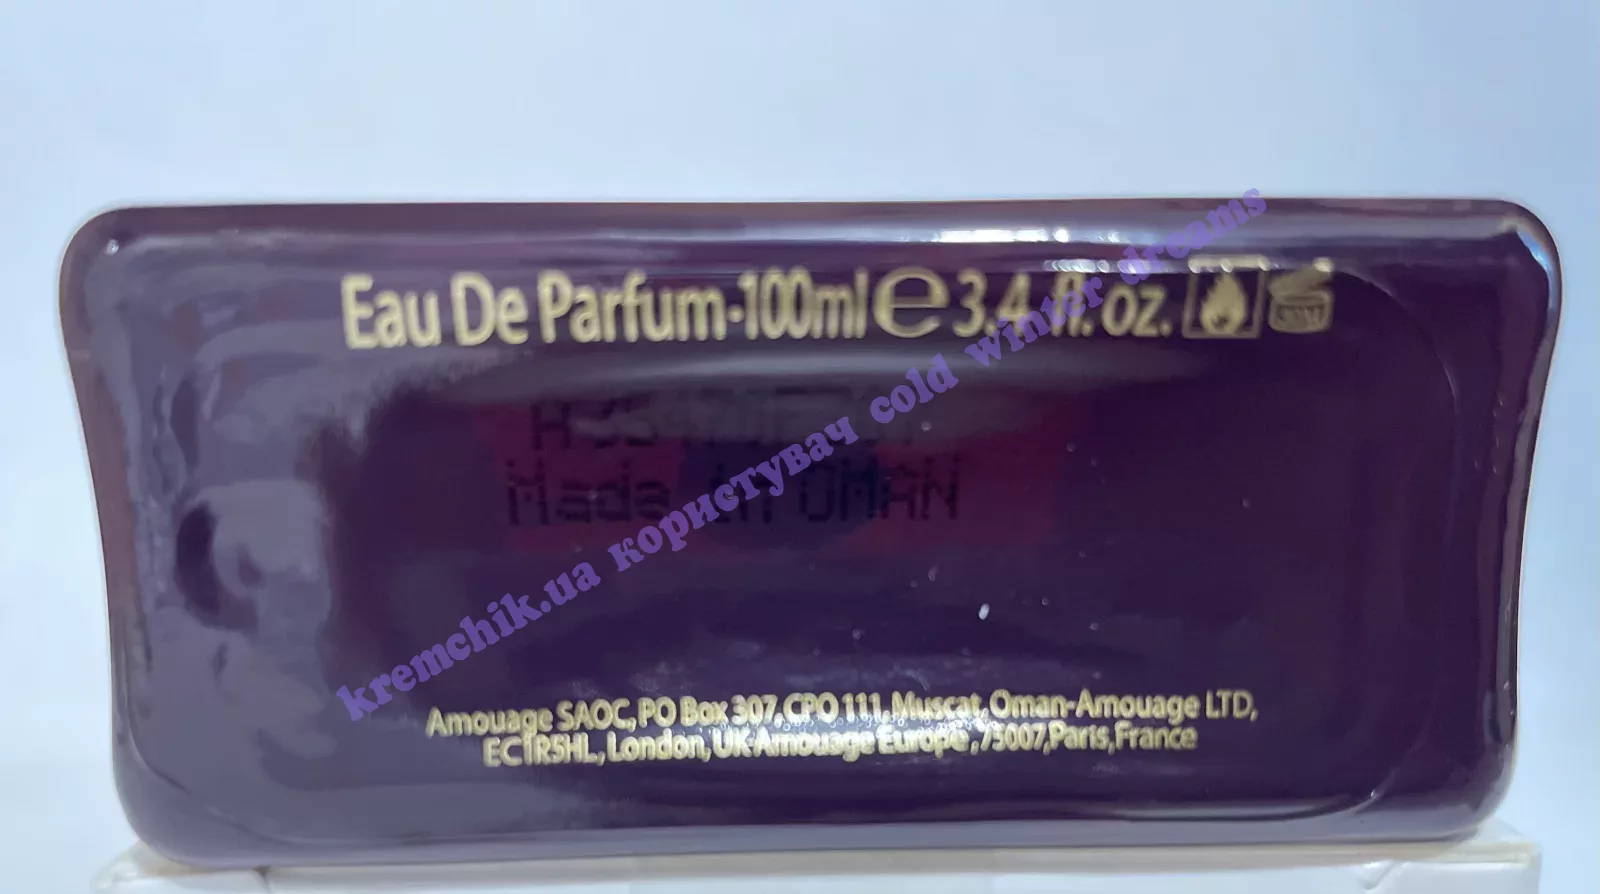 Eau De Parfum-100ml e 3.4. fl. oz.
Made in OMAN
kremchik.ua користувач cold winter dreams
Amouage SAOC, PO Box 307, CPO 111, Muscat, Oman-Amouage LTD,
EC1R5HL, London, UK-Amouage Europe, 75007, Paris, France